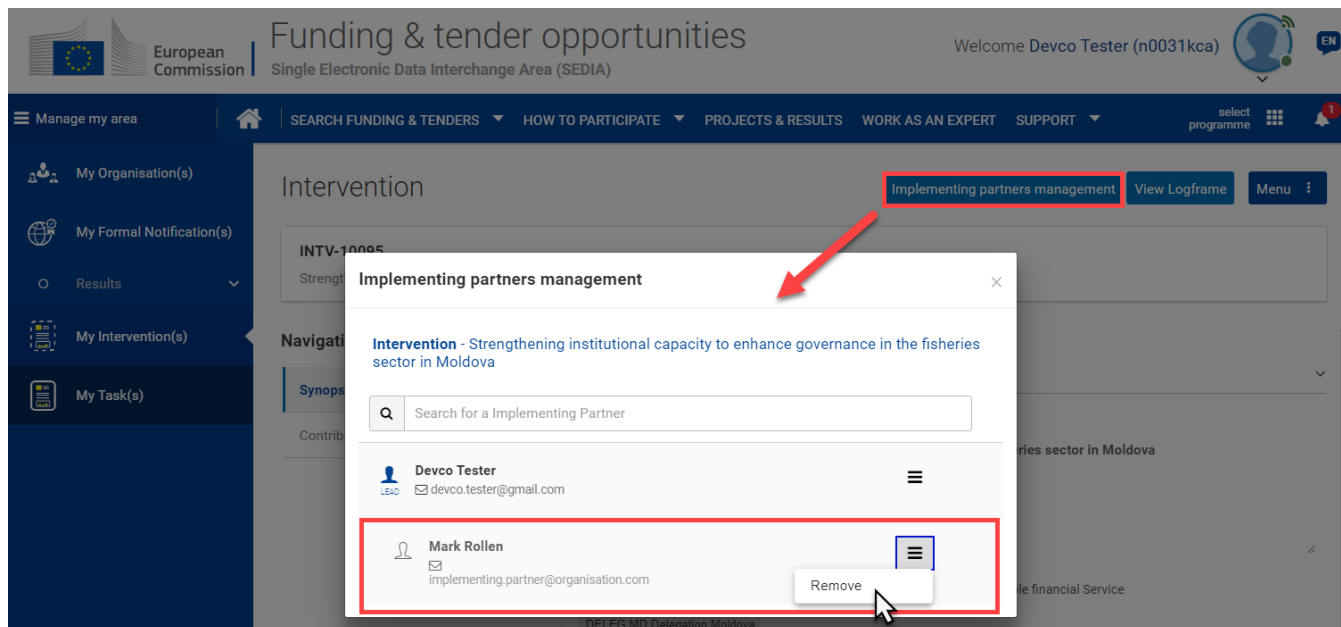 European
Commission
Funding & tender opportunities
Single Electronic Data Interchange Area (SEDIA)
Welcome Devco Tester (n0031kca)
EN
Manage my area
SEARCH FUNDING & TENDERS
HOW TO PARTICIPATE
PROJECTS & RESULTS
WORK AS AN EXPERT
SUPPORT
select
programme
1
My Organisation(s)
My Formal Notification(s)
Results
My Intervention(s)
My Task(s)
Intervention
Implementing partners management
View Logframe
Menu
INTV-10095
Strengt
Navigati
Synops
Contrib
Implementing partners management
×
Intervention - Strengthening institutional capacity to enhance governance in the fisheries
sector in Moldova
Search for a Implementing Partner
Devco Tester
LEAD
devco.tester@gmail.com
Mark Rollen
implementing.partner@organisation.com
Remove
ries sector in Moldova
le financial Service
DELEG MD Delegation Moldova